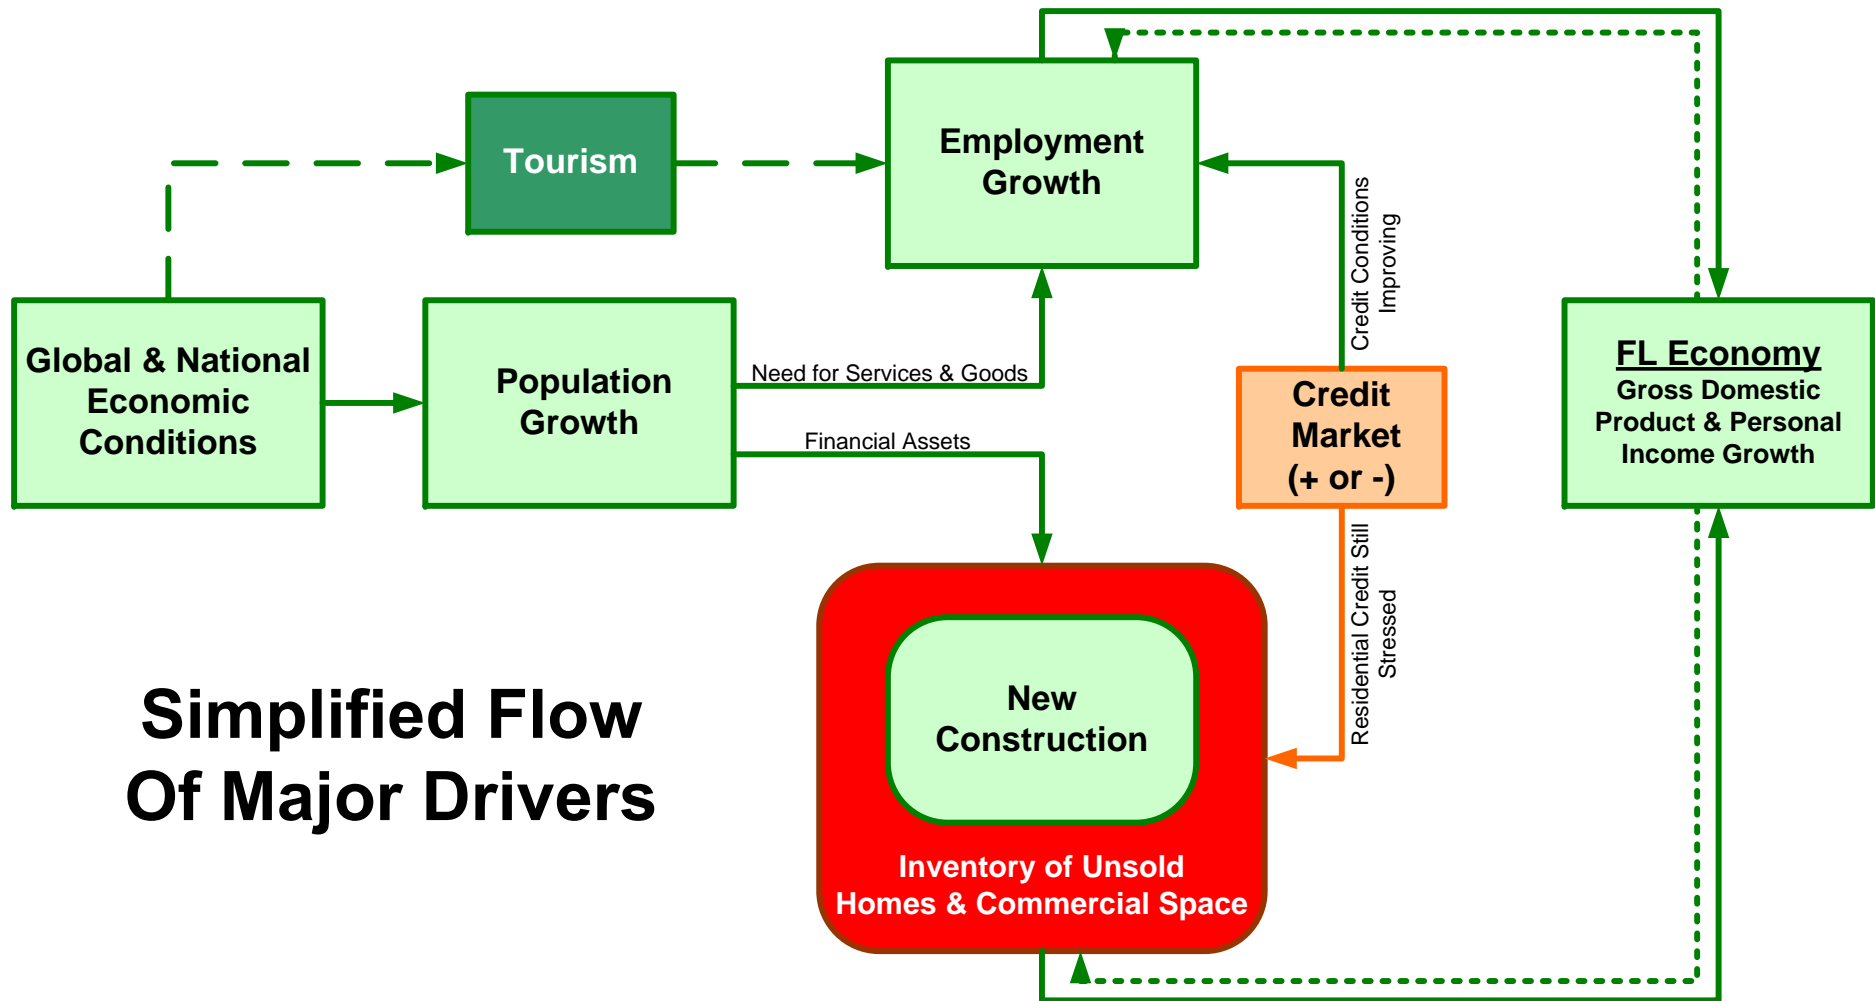 Tourism
Employment
Growth
Global & National
Economic
Conditions
Population
Growth
Need for Services & Goods
Financial Assets
Credit Conditions
Improving
Credit
Market
(+ or -)
Residential Credit Still
Stressed
FL Economy
Gross Domestic
Product & Personal
Income Growth
New
Construction
Inventory of Unsold
Homes & Commercial Space
Simplified Flow
Of Major Drivers